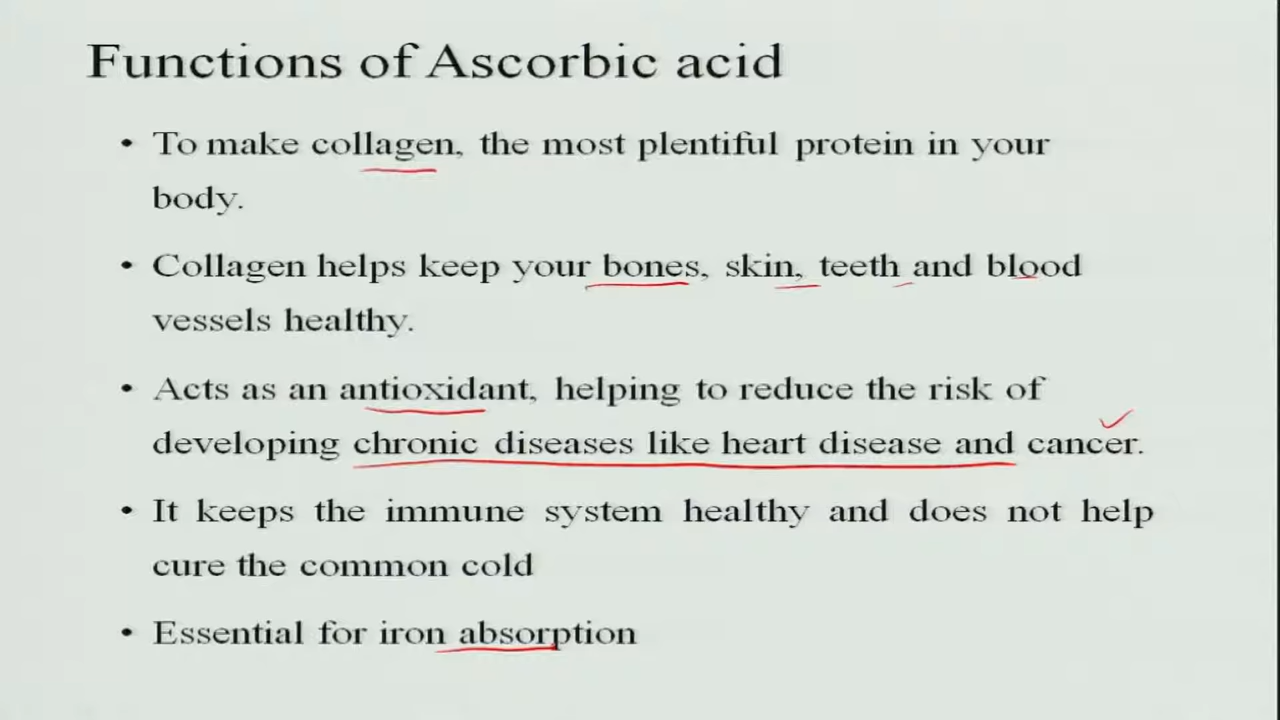 Functions of Ascorbic acid
• To make collagen, the most plentiful protein in your
body.
• Collagen helps keep your bones, skin, teeth and blood
vessels healthy.
• Acts as an antioxidant, helping to reduce the risk of
developing chronic diseases like heart disease and cancer.
• It keeps the immune system healthy and does not help
cure the common cold
• Essential for iron absorption